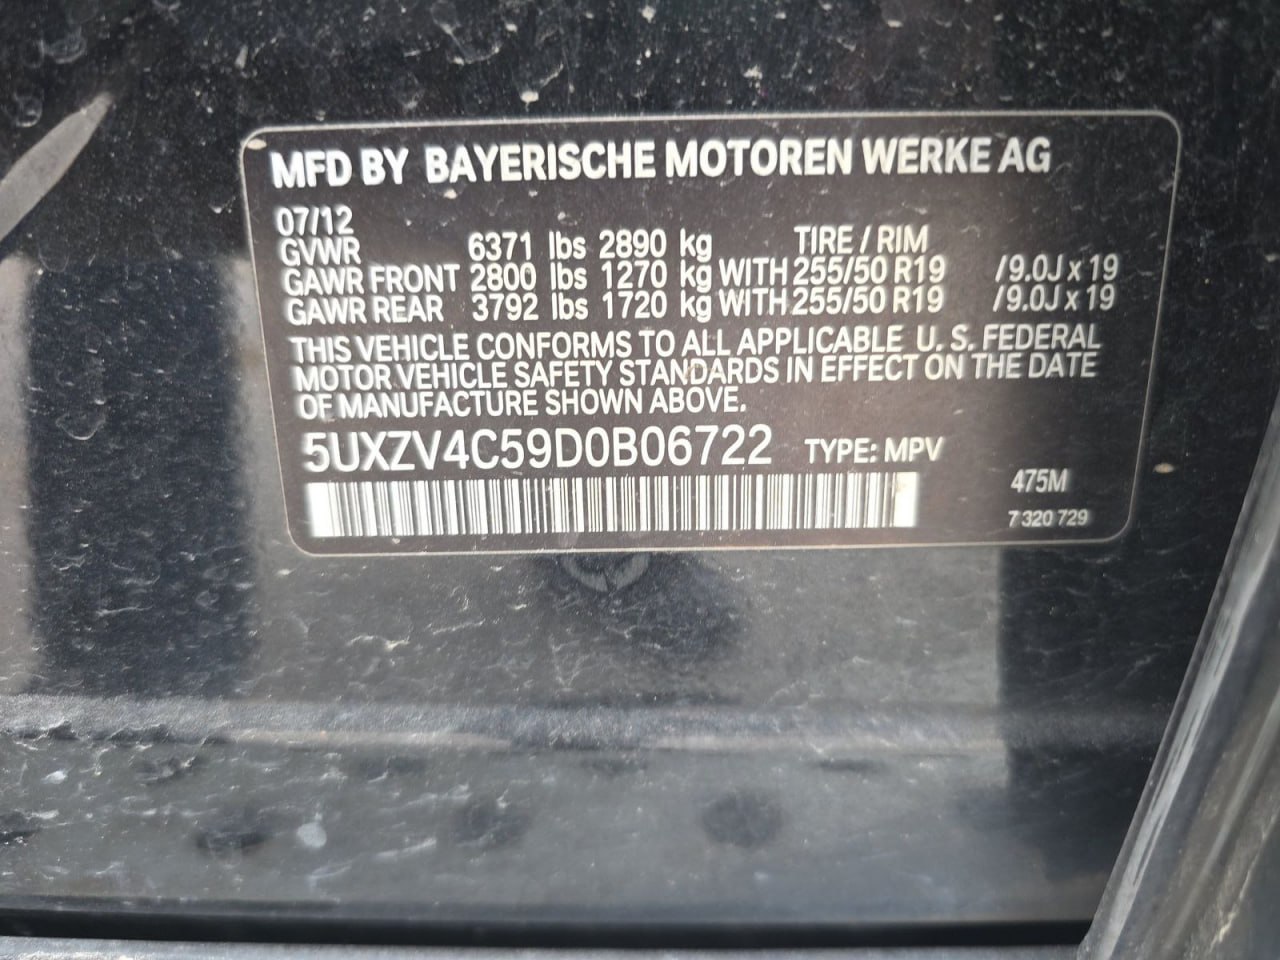 MFD BY BAYERISCHE MOTOREN WERKE AG
07/12
GVWR 6371 lbs 2890 kg TIRE / RIM
GAWR FRONT 2800 lbs 1270 kg WITH 255/50 R19 /9.0J x 19
GAWR REAR 3792 lbs 1720 kg WITH 255/50 R19 /9.0J x 19
THIS VEHICLE CONFORMS TO ALL APPLICABLE U. S. FEDERAL
MOTOR VEHICLE SAFETY STANDARDS IN EFFECT ON THE DATE
OF MANUFACTURE SHOWN ABOVE.
5UXZV4C59D0B06722 TYPE: MPV
475M
7 320 729